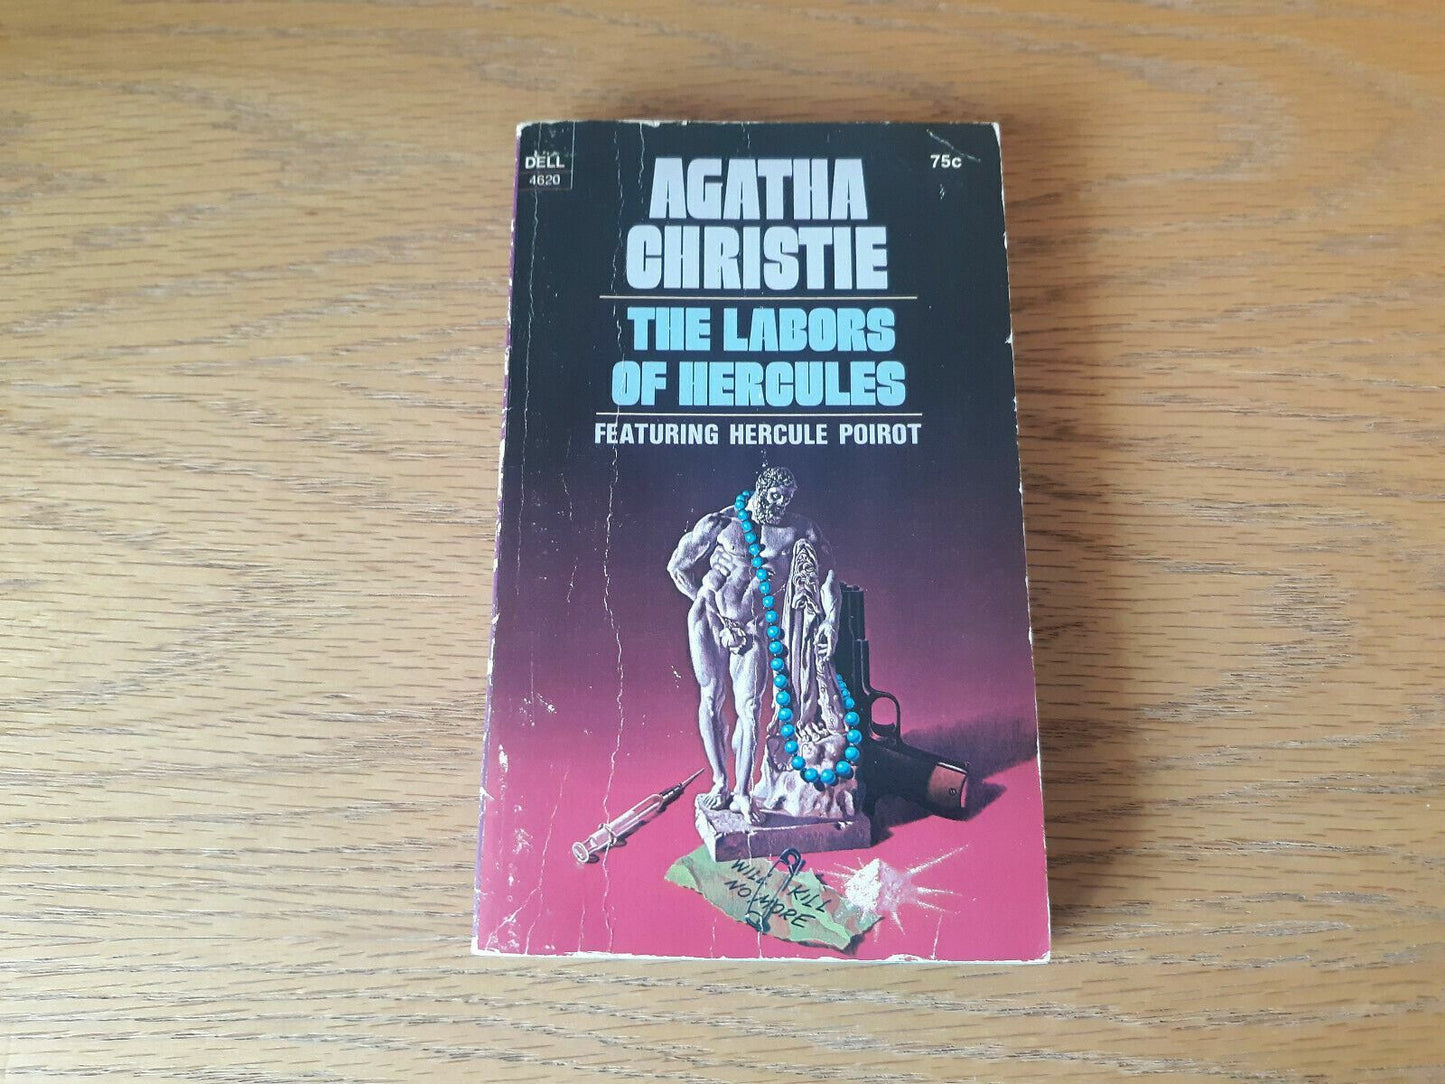 DELL
4620
75c
AGATHA
CHRISTIE
THE LABORS
OF HERCULES
FEATURING HERCULE POIROT
WILL KILL
NO MORE